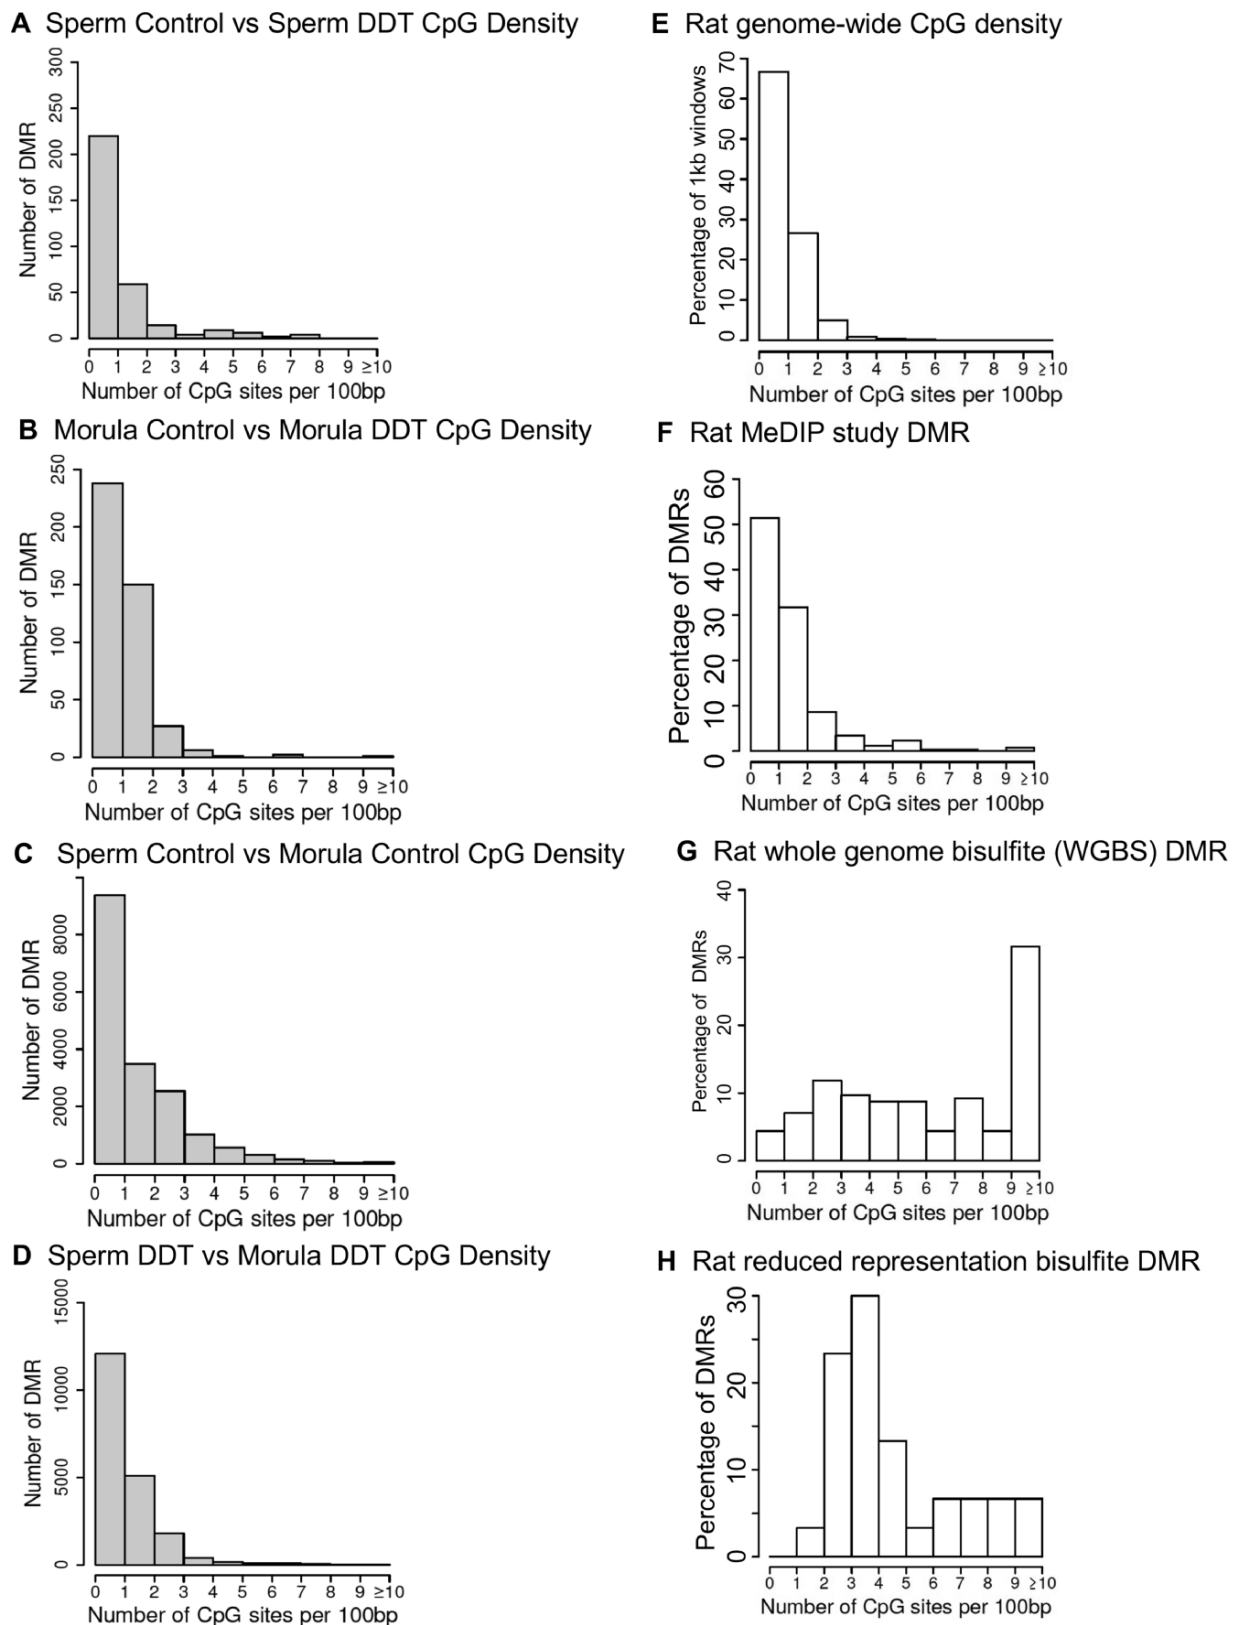 A Sperm Control vs Sperm DDT CpG Density
Number of DMR
300
250
200
150
100
50
0
0 1 2 3 4 5 6 7 8 9 ≥10
Number of CpG sites per 100bp
B Morula Control vs Morula DDT CpG Density
Number of DMR
250
200
150
100
50
0
0 1 2 3 4 5 6 7 8 9 ≥10
Number of CpG sites per 100bp
C Sperm Control vs Morula Control CpG Density
Number of DMR
8000
6000
4000
2000
0
0 1 2 3 4 5 6 7 8 9 ≥10
Number of CpG sites per 100bp
D Sperm DDT vs Morula DDT CpG Density
Number of DMR
15000
10000
5000
0
0 1 2 3 4 5 6 7 8 9 ≥10
Number of CpG sites per 100bp
E Rat genome-wide CpG density
Percentage of 1kb windows
70
60
50
40
30
20
10
0
0 1 2 3 4 5 6 7 8 9 ≥10
Number of CpG sites per 100bp
F Rat MeDIP study DMR
Percentage of DMRs
60
50
40
30
20
10
0
0 1 2 3 4 5 6 7 8 9 ≥10
Number of CpG sites per 100bp
G Rat whole genome bisulfite (WGBS) DMR
Percentage of DMRs
40
30
20
10
0
0 1 2 3 4 5 6 7 8 9 ≥10
Number of CpG sites per 100bp
H Rat reduced representation bisulfite DMR
Percentage of DMRs
30
20
10
0
0 1 2 3 4 5 6 7 8 9 ≥10
Number of CpG sites per 100bp